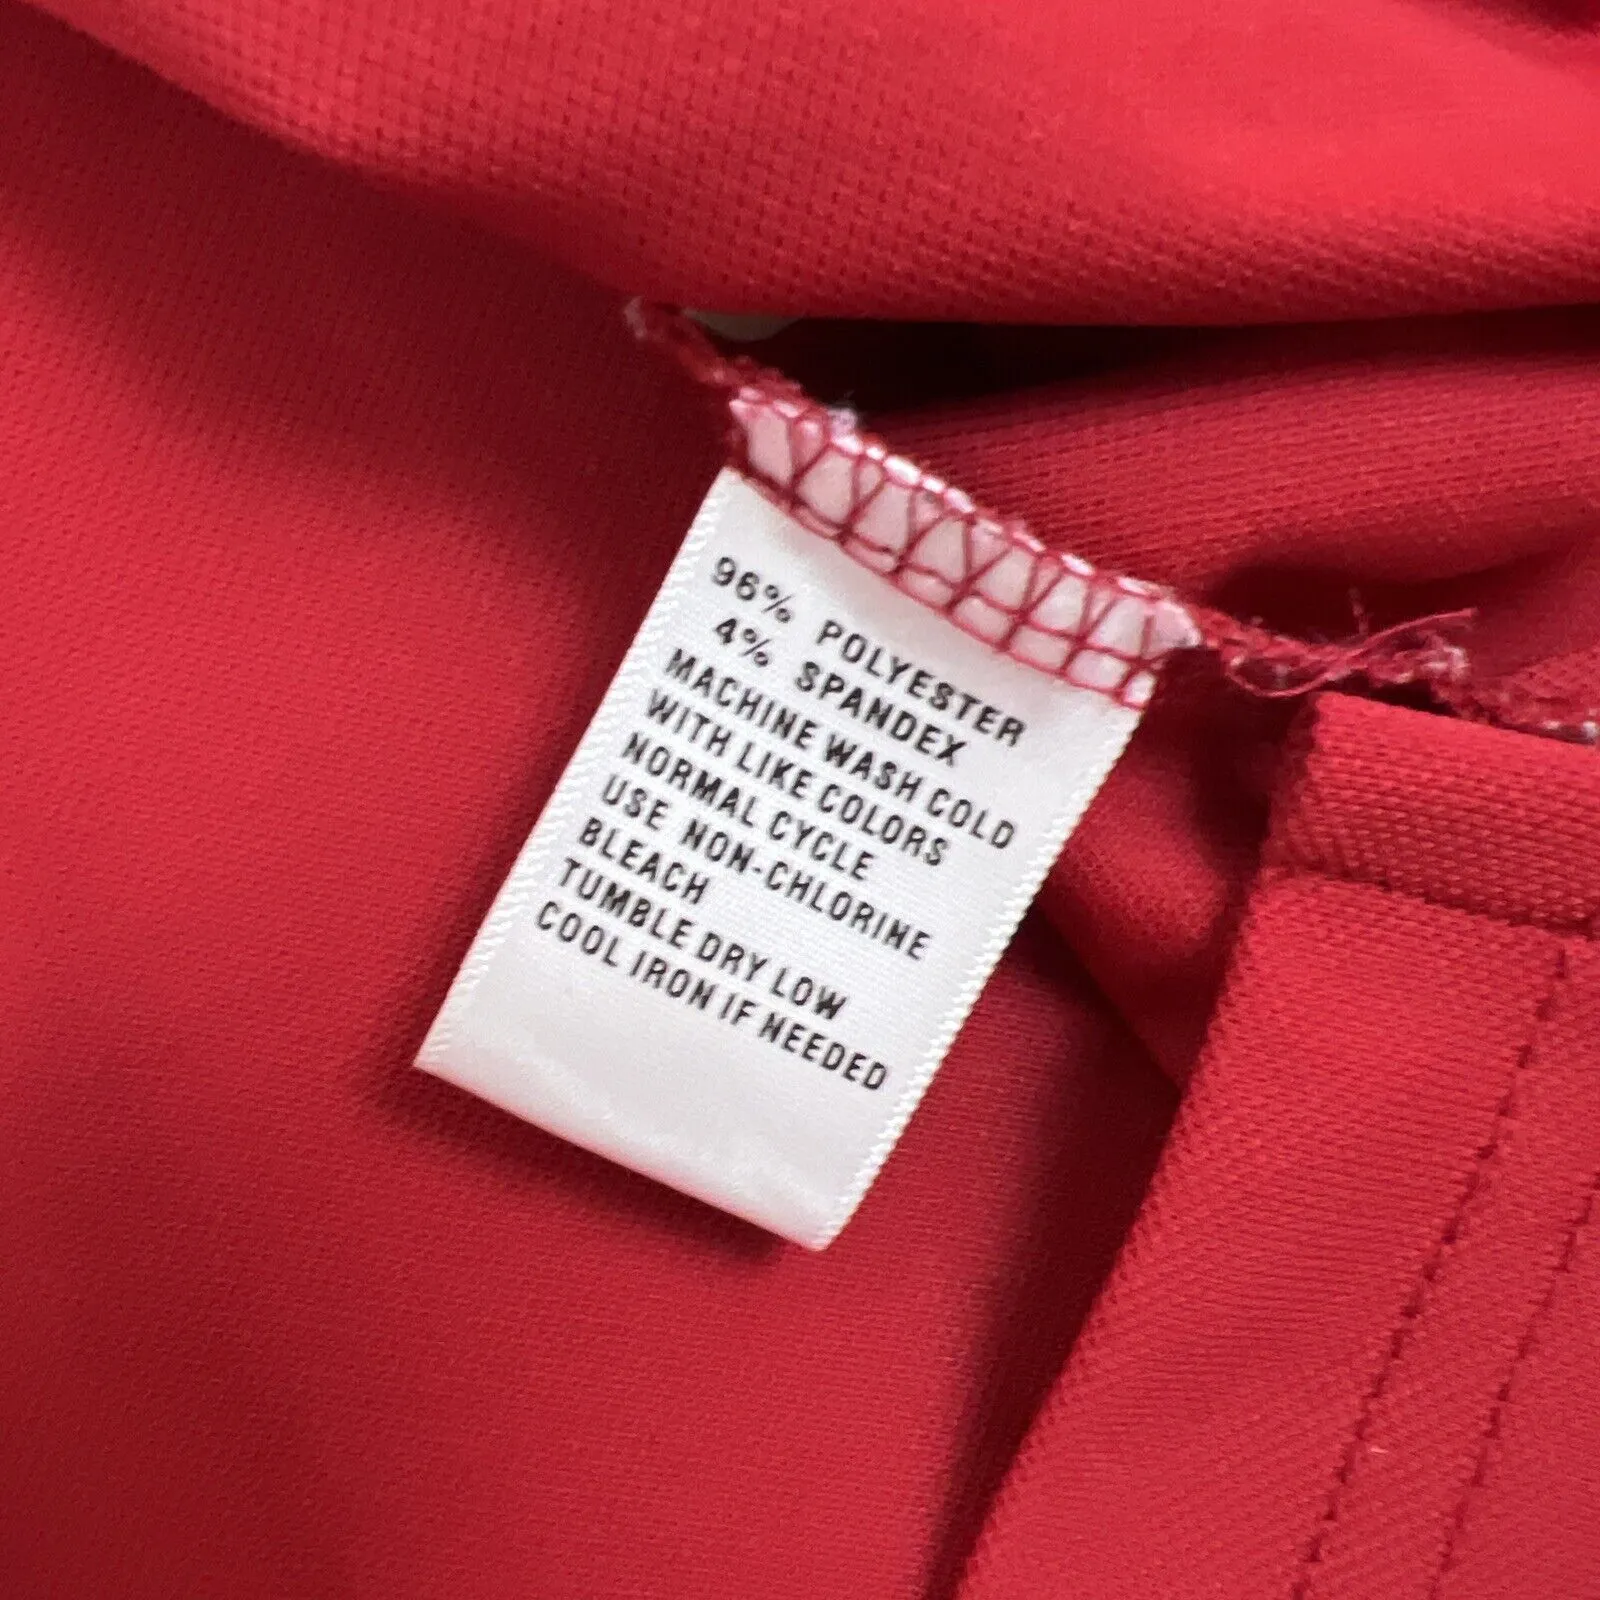 96% POLYESTER
4% SPANDEX
MACHINE WASH COLD
WITH LIKE COLORS
NORMAL CYCLE
USE NON-CHLORINE
BLEACH
TUMBLE DRY LOW
COOL IRON IF NEEDED